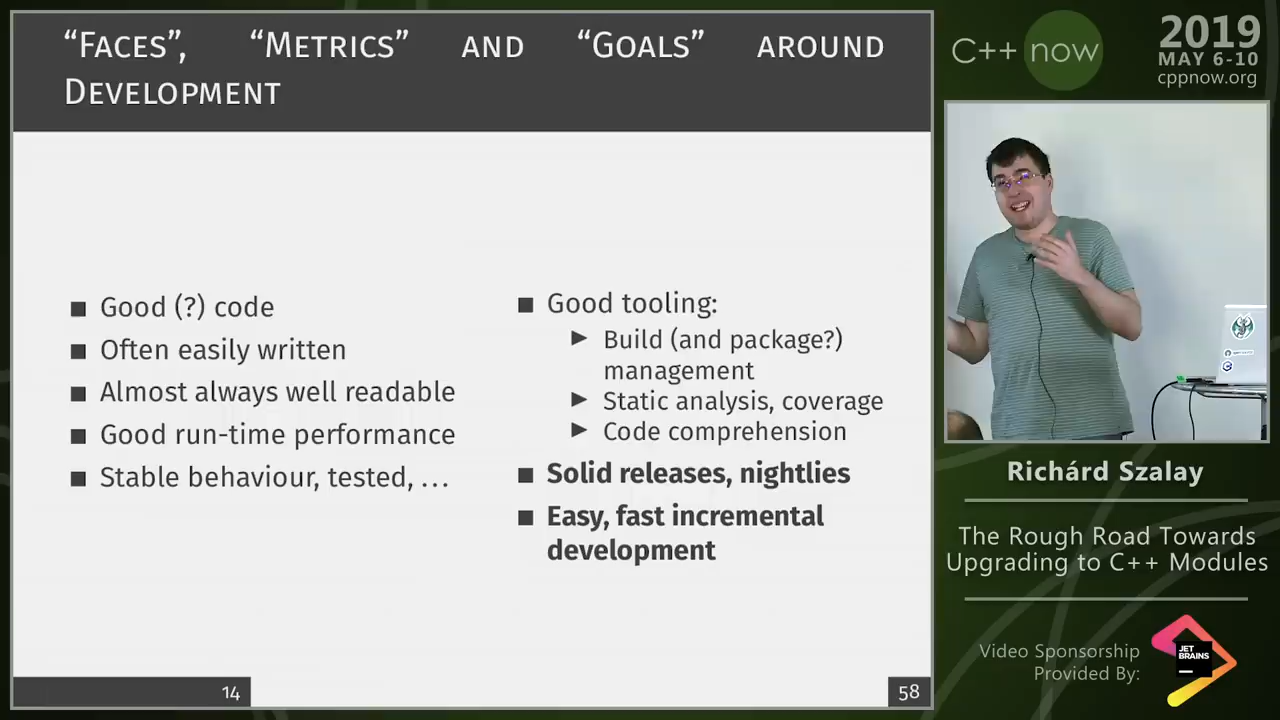 “Faces”, “Metrics” and “Goals” around
Development
■ Good (?) code
■ Often easily written
■ Almost always well readable
■ Good run-time performance
■ Stable behaviour, tested, ...
■ Good tooling:
► Build (and package?)
management
► Static analysis, coverage
► Code comprehension
■ Solid releases, nightlies
■ Easy, fast incremental
development
14
58
C++ now
2019
MAY 6-10
cppnow.org
Richárd Szalay
The Rough Road Towards
Upgrading to C++ Modules
Video Sponsorship
Provided By:
JET
BRAINS